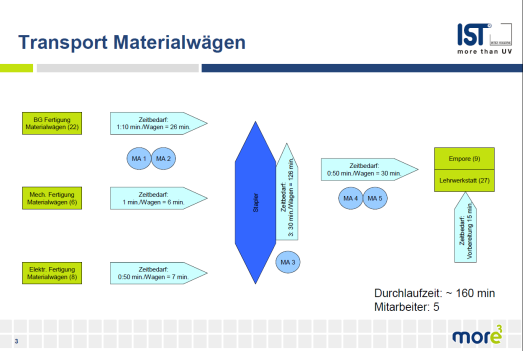 Transport Materialwägen
IST
more than UV
BG Fertigung
Materialwägen (22)
Zeitbedarf:
1:10 min./Wagen = 26 min.
MA 1
MA 2
Mech. Fertigung
Materialwägen (6)
Zeitbedarf:
1 min./Wagen = 6 min.
Elektr. Fertigung
Materialwägen (8)
Zeitbedarf:
0:50 min./Wagen = 7 min.
Stapler
Zeitbedarf:
3: 30 min./Wagen = 126 min.
MA 3
Zeitbedarf:
0:50 min./Wagen = 30 min.
MA 4
MA 5
Empore (9)
Lehrwerkstatt (27)
Zeitbedarf:
Vorbereitung 15 min.
Durchlaufzeit: ~ 160 min
Mitarbeiter: 5
3
more3